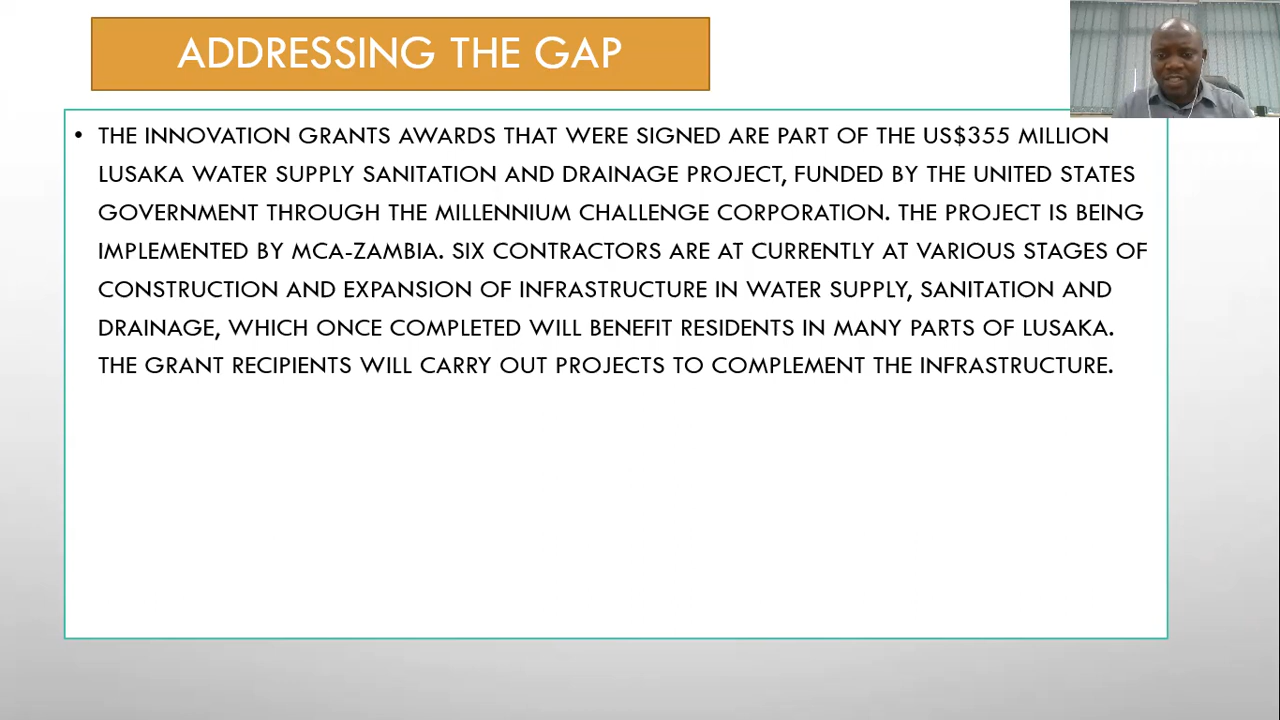 ADDRESSING THE GAP
• THE INNOVATION GRANTS AWARDS THAT WERE SIGNED ARE PART OF THE US$355 MILLION
LUSAKA WATER SUPPLY SANITATION AND DRAINAGE PROJECT, FUNDED BY THE UNITED STATES
GOVERNMENT THROUGH THE MILLENNIUM CHALLENGE CORPORATION. THE PROJECT IS BEING
IMPLEMENTED BY MCA-ZAMBIA. SIX CONTRACTORS ARE AT CURRENTLY AT VARIOUS STAGES OF
CONSTRUCTION AND EXPANSION OF INFRASTRUCTURE IN WATER SUPPLY, SANITATION AND
DRAINAGE, WHICH ONCE COMPLETED WILL BENEFIT RESIDENTS IN MANY PARTS OF LUSAKA.
THE GRANT RECIPIENTS WILL CARRY OUT PROJECTS TO COMPLEMENT THE INFRASTRUCTURE.